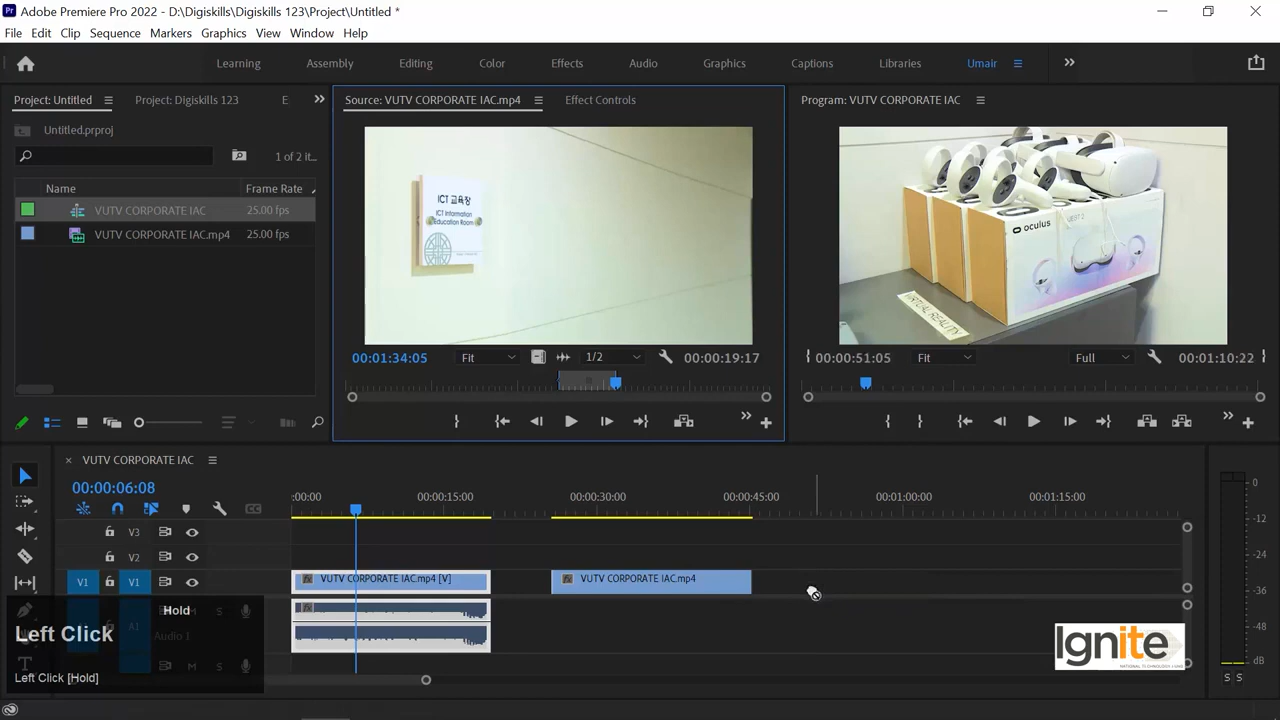 Adobe Premiere Pro 2022 - D:\Digiskills\Digiskills 123\Project\Untitled *
File Edit Clip Sequence Markers Graphics View Window Help
Learning Assembly Editing Color Effects Audio Graphics Captions Libraries Umair
Project: Untitled Project: Digiskills 123 E
Source: VUTV CORPORATE IAC.mp4 Effect Controls
Program: VUTV CORPORATE IAC
Untitled.prproj
1 of 2 it...
Name Frame Rate
VUTV CORPORATE IAC 25.00 fps
VUTV CORPORATE IAC.mp4 25.00 fps
ICT 교육장
ICT Information
Education Room
oculus
VIRTUAL REALITY
00:01:34:05 Fit 1/2 00:00:19:17
00:00:51:05 Fit Full 00:01:10:22
VUTV CORPORATE IAC
00:00:06:08
:00:00 00:00:15:00 00:00:30:00 00:00:45:00 00:01:00:00 00:01:15:00
V3
V2
V1 V1
VUTV CORPORATE IAC.mp4 [V]
VUTV CORPORATE IAC.mp4
A1 M S
Audio 1
M S
Hold
Left Click
Left Click [Hold]
0
-12
-24
-36
-48
dB
S S
Ignite